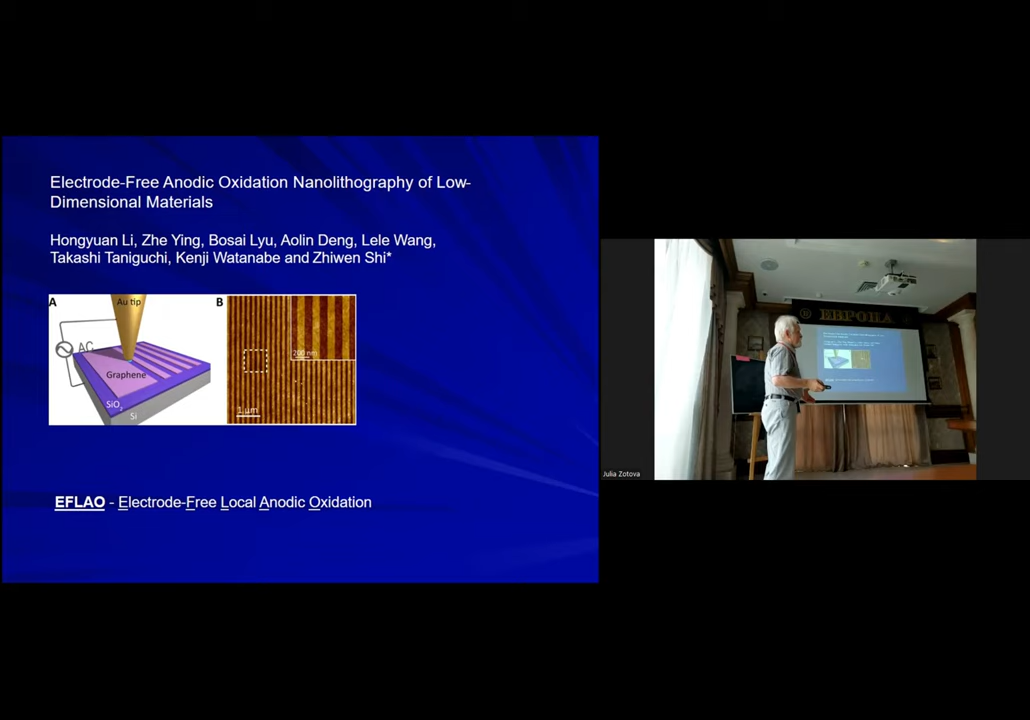 Electrode-Free Anodic Oxidation Nanolithography of Low-
Dimensional Materials
Hongyuan Li, Zhe Ying, Bosai Lyu, Aolin Deng, Lele Wang,
Takashi Taniguchi, Kenji Watanabe and Zhiwen Shi*
A
Au tip
AC
Graphene
SiO2
Si
B
200 nm
1 μm
EFLAO - Electrode-Free Local Anodic Oxidation
ЕВРОПА
Julia Zotova